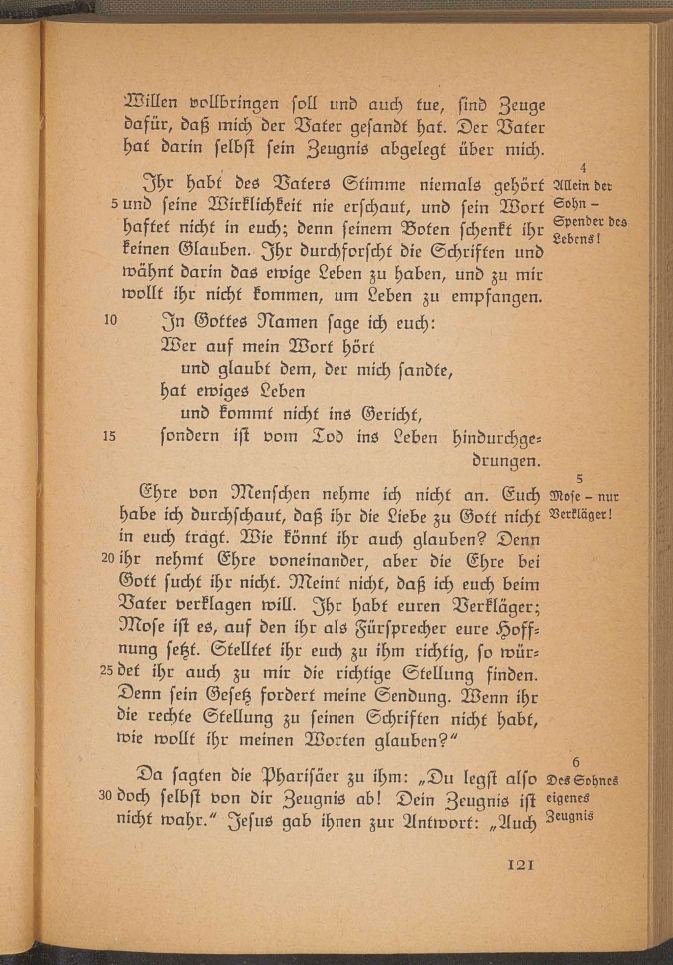 Willen vollbringen soll und auch tue, sind Zeuge
dafür, daß mich der Vater gesandt hat. Der Vater
hat darin selbst sein Zeugnis abgelegt über mich.
4
Ihr habt des Vaters Stimme niemals gehört Allein der
5 und seine Wirklichkeit nie erschaut, und sein Wort Sohn –
haftet nicht in euch; denn seinem Boten schenkt ihr Spender des
keinen Glauben. Ihr durchforscht die Schriften und Lebens!
wähnt darin das ewige Leben zu haben, und zu mir
wollt ihr nicht kommen, um Leben zu empfangen.
10 In Gottes Namen sage ich euch:
Wer auf mein Wort hört
und glaubt dem, der mich sandte,
hat ewiges Leben
und kommt nicht ins Gericht,
15 sondern ist vom Tod ins Leben hindurchge-
drungen.
5
Ehre von Menschen nehme ich nicht an. Euch Mose – nur
habe ich durchschaut, daß ihr die Liebe zu Gott nicht Verkläger!
in euch tragt. Wie könnt ihr auch glauben? Denn
20 ihr nehmt Ehre voneinander, aber die Ehre bei
Gott sucht ihr nicht. Meint nicht, daß ich euch beim
Vater verklagen will. Ihr habt euren Verkläger;
Mose ist es, auf den ihr als Fürsprecher eure Hoff-
nung setzt. Stelltet ihr euch zu ihm richtig, so wür-
25 det ihr auch zu mir die richtige Stellung finden.
Denn sein Gesetz fordert meine Sendung. Wenn ihr
die rechte Stellung zu seinen Schriften nicht habt,
wie wollt ihr meinen Worten glauben?“
6
Da sagten die Pharisäer zu ihm: „Du legst also Des Sohnes
30 doch selbst von dir Zeugnis ab! Dein Zeugnis ist eigenes
nicht wahr.“ Jesus gab ihnen zur Antwort: „Auch Zeugnis
121